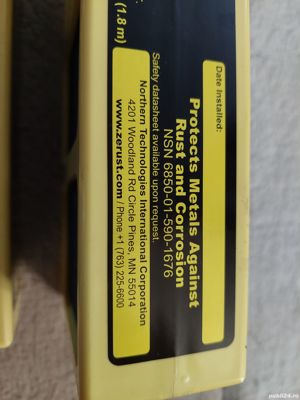 :
(1.8 m)
Date Installed:
Protects Metals Against
Rust and Corrosion
NSN 6850-01-590-1676
Safety datasheet available upon request.
Northern Technologies International Corporation
4201 Woodland Rd Circle Pines, MN 55014
www.zerust.com / Phone +1 (763) 225-6600
publi24.ro